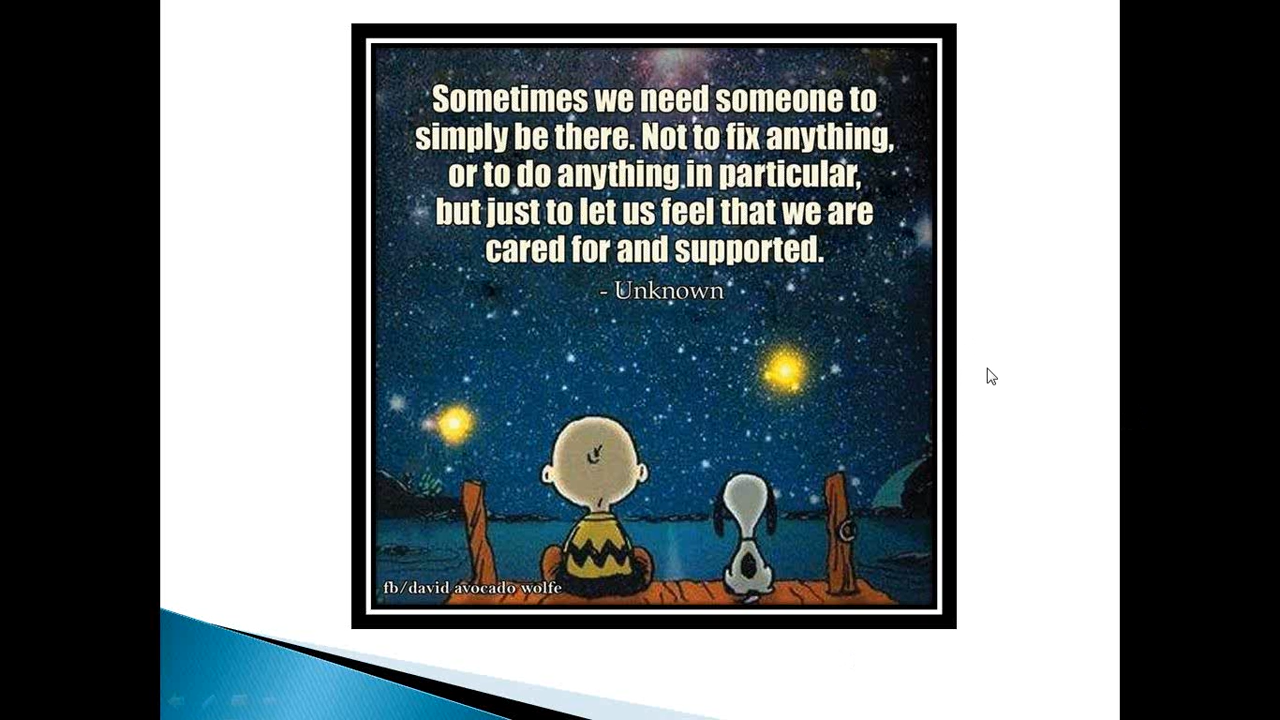 Sometimes we need someone to
simply be there. Not to fix anything,
or to do anything in particular,
but just to let us feel that we are
cared for and supported.
- Unknown
fb/david avocado wolfe